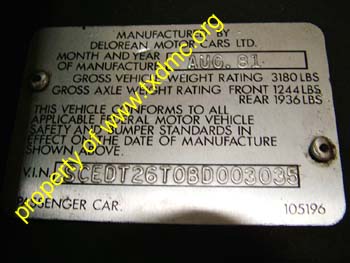 MANUFACTURED BY
DELOREAN MOTOR CARS LTD.
MONTH AND YEAR
OF MANUFACTURE AUG. 81
GROSS VEHICLE WEIGHT RATING 3180 LBS
GROSS AXLE WEIGHT RATING FRONT 1244 LBS
REAR 1936 LBS
THIS VEHICLE CONFORMS TO ALL
APPLICABLE FEDERAL MOTOR VEHICLE
SAFETY AND BUMPER STANDARDS IN
EFFECT ON THE DATE OF MANUFACTURE
SHOWN ABOVE.
V.I.N. SCEDT26T0BD003035
PASSENGER CAR. 105196
property of www.txdmc.org